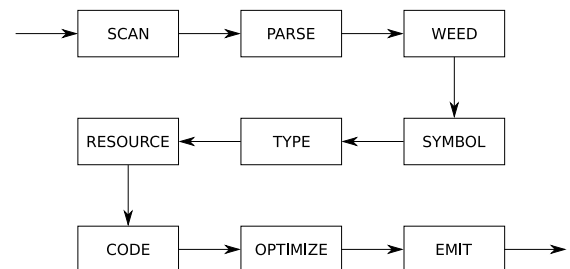 SCAN PARSE WEED
RESOURCE TYPE SYMBOL
CODE OPTIMIZE EMIT